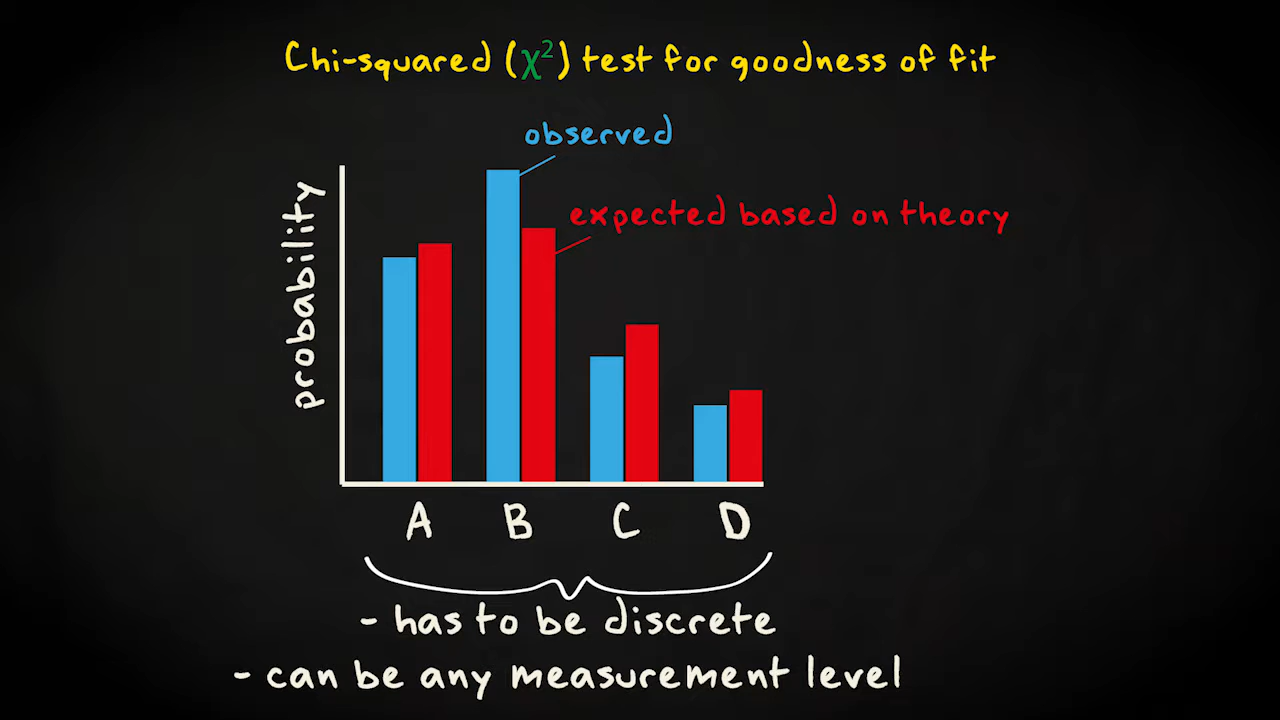 Chi-squared (χ²) test for goodness of fit
observed
expected based on theory
probability
A B C D
- has to be discrete
- can be any measurement level